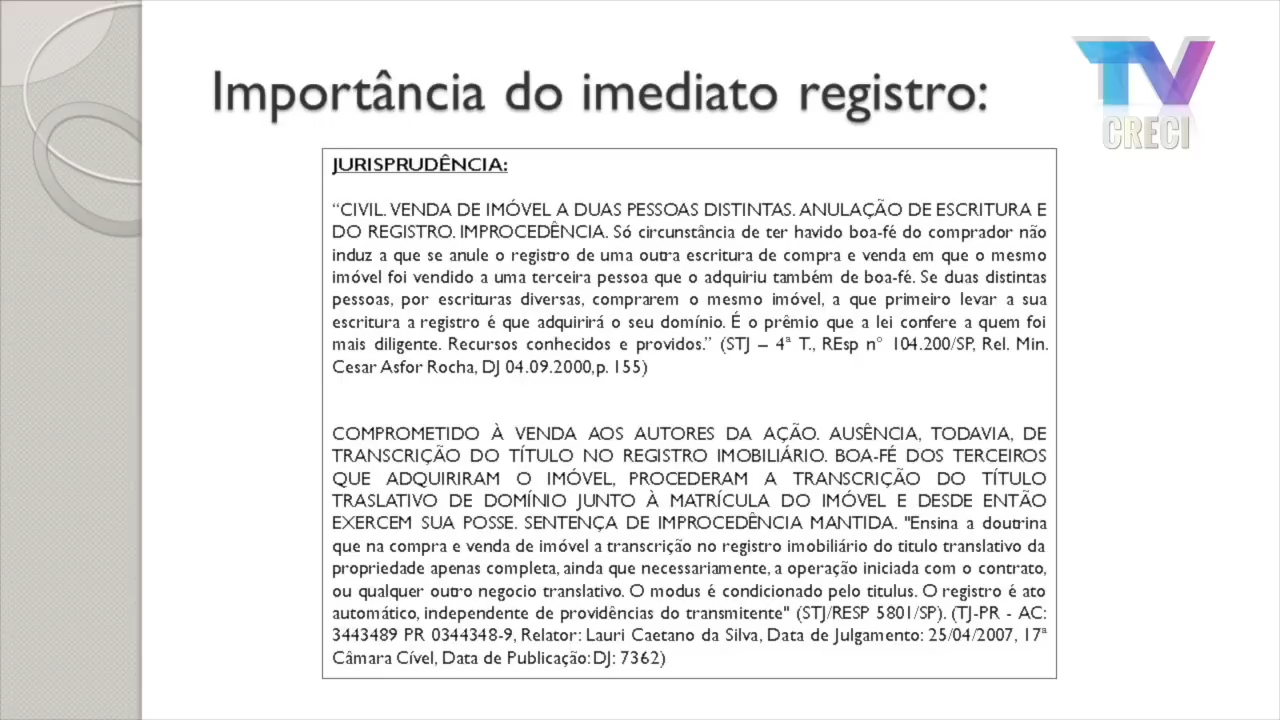 Importância do imediato registro:
TV
CRECI
JURISPRUDÊNCIA:
“CIVIL. VENDA DE IMÓVEL A DUAS PESSOAS DISTINTAS. ANULAÇÃO DE ESCRITURA E
DO REGISTRO. IMPROCEDÊNCIA. Só circunstância de ter havido boa-fé do comprador não
induz a que se anule o registro de uma outra escritura de compra e venda em que o mesmo
imóvel foi vendido a uma terceira pessoa que o adquiriu também de boa-fé. Se duas distintas
pessoas, por escrituras diversas, comprarem o mesmo imóvel, a que primeiro levar a sua
escritura a registro é que adquirirá o seu domínio. É o prêmio que a lei confere a quem foi
mais diligente. Recursos conhecidos e providos.” (STJ – 4ª T., REsp n° 104.200/SP, Rel. Min.
Cesar Asfor Rocha, DJ 04.09.2000,p. 155)
COMPROMETIDO À VENDA AOS AUTORES DA AÇÃO. AUSÊNCIA, TODAVIA, DE
TRANSCRIÇÃO DO TÍTULO NO REGISTRO IMOBILIÁRIO. BOA-FÉ DOS TERCEIROS
QUE ADQUIRIRAM O IMÓVEL, PROCEDERAM A TRANSCRIÇÃO DO TÍTULO
TRASLATIVO DE DOMÍNIO JUNTO À MATRÍCULA DO IMÓVEL E DESDE ENTÃO
EXERCEM SUA POSSE. SENTENÇA DE IMPROCEDÊNCIA MANTIDA. "Ensina a doutrina
que na compra e venda de imóvel a transcrição no registro imobiliário do titulo translativo da
propriedade apenas completa, ainda que necessariamente, a operação iniciada com o contrato,
ou qualquer outro negocio translativo. O modus é condicionado pelo titulus. O registro é ato
automático, independente de providências do transmitente" (STJ/RESP 5801/SP). (TJ-PR - AC:
3443489 PR 0344348-9, Relator: Lauri Caetano da Silva, Data de Julgamento: 25/04/2007, 17ª
Câmara Cível, Data de Publicação: DJ: 7362)